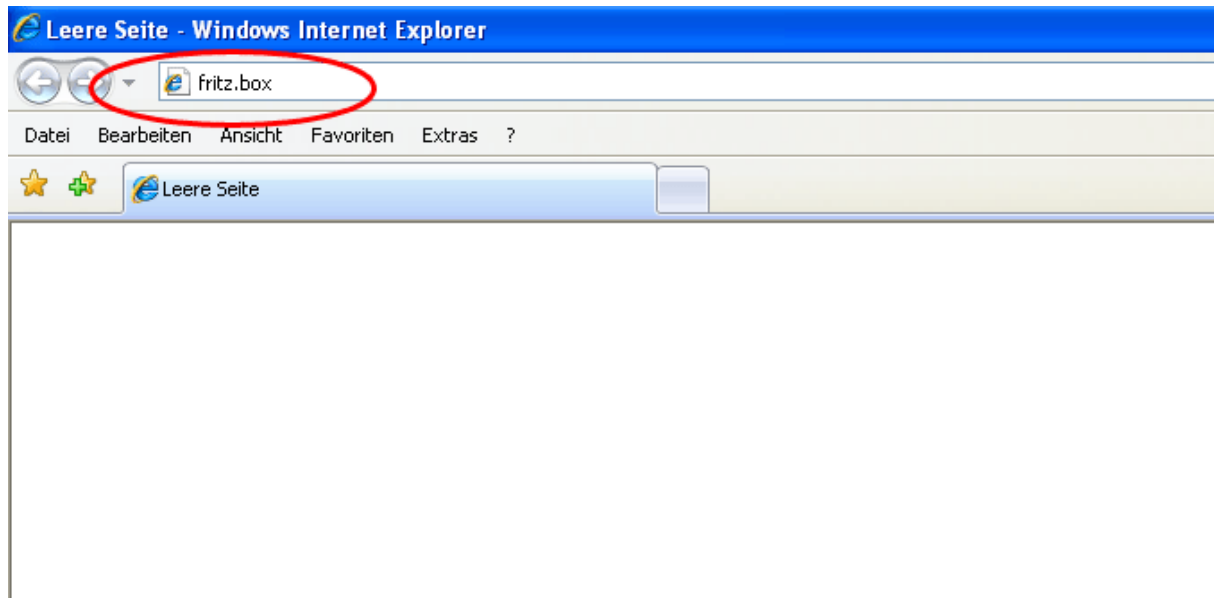 Leere Seite - Windows Internet Explorer
fritz.box
Datei Bearbeiten Ansicht Favoriten Extras ?
Leere Seite